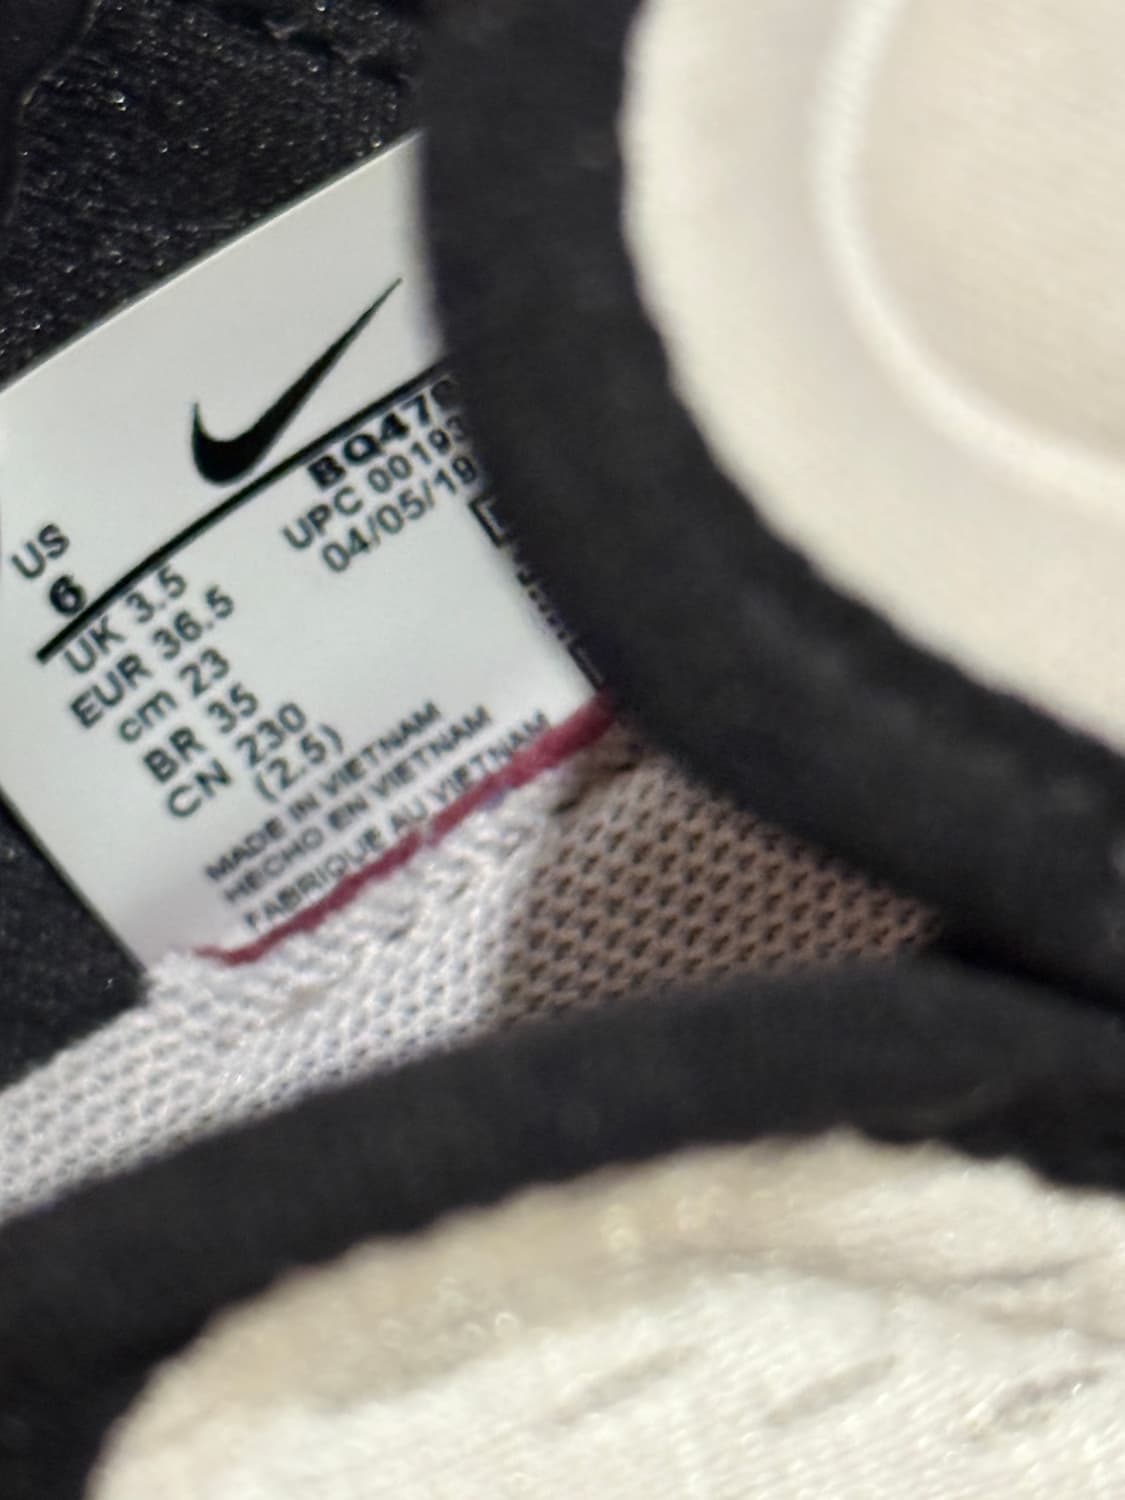 BQ47
UPC 00193
04/05/19
US
6
UK 3.5
EUR 36.5
cm 23
BR 35
CN 230
(2.5)
MADE IN VIETNAM
HECHO EN VIETNAM
FABRIQUE AU VIETNAM